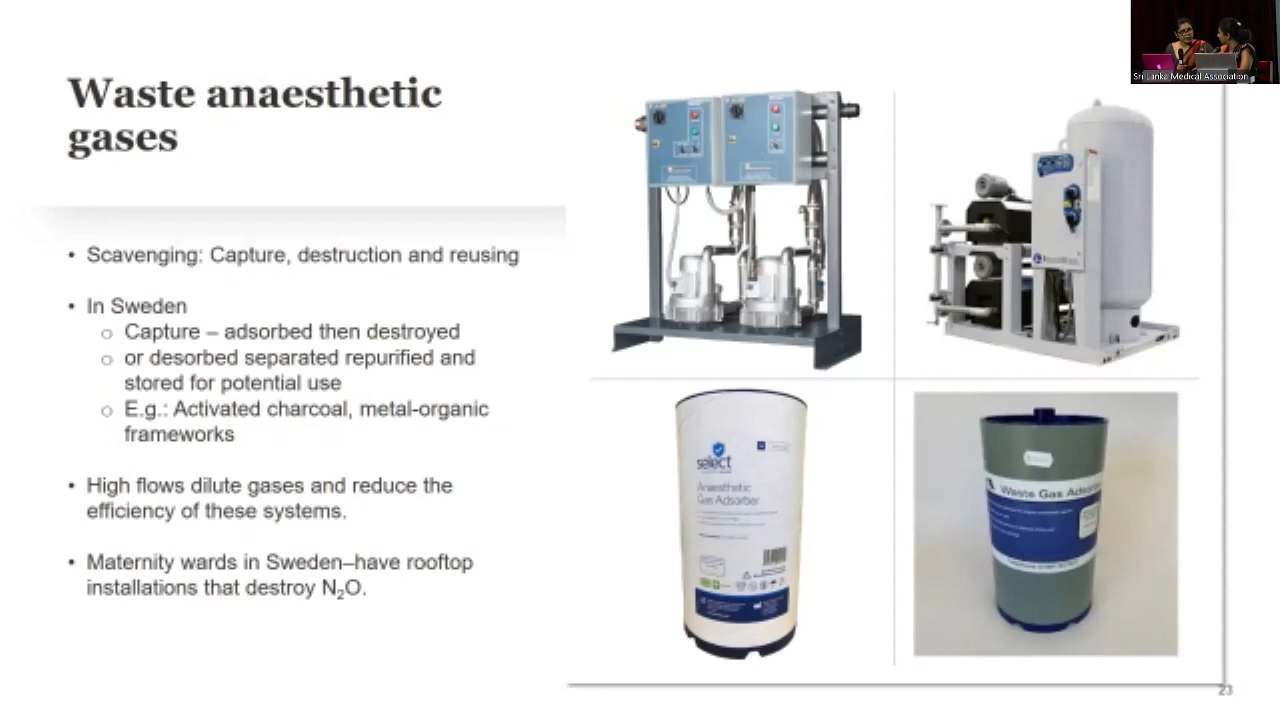 Waste anaesthetic
gases
• Scavenging: Capture, destruction and reusing
• In Sweden
o Capture – adsorbed then destroyed
o or desorbed separated repurified and
stored for potential use
o E.g.: Activated charcoal, metal-organic
frameworks
• High flows dilute gases and reduce the
efficiency of these systems.
• Maternity wards in Sweden–have rooftop
installations that destroy N₂O.
Sri Lanka Medical Association
select
Anaesthetic
Gas Adsorber
Waste Gas Adsorber
23